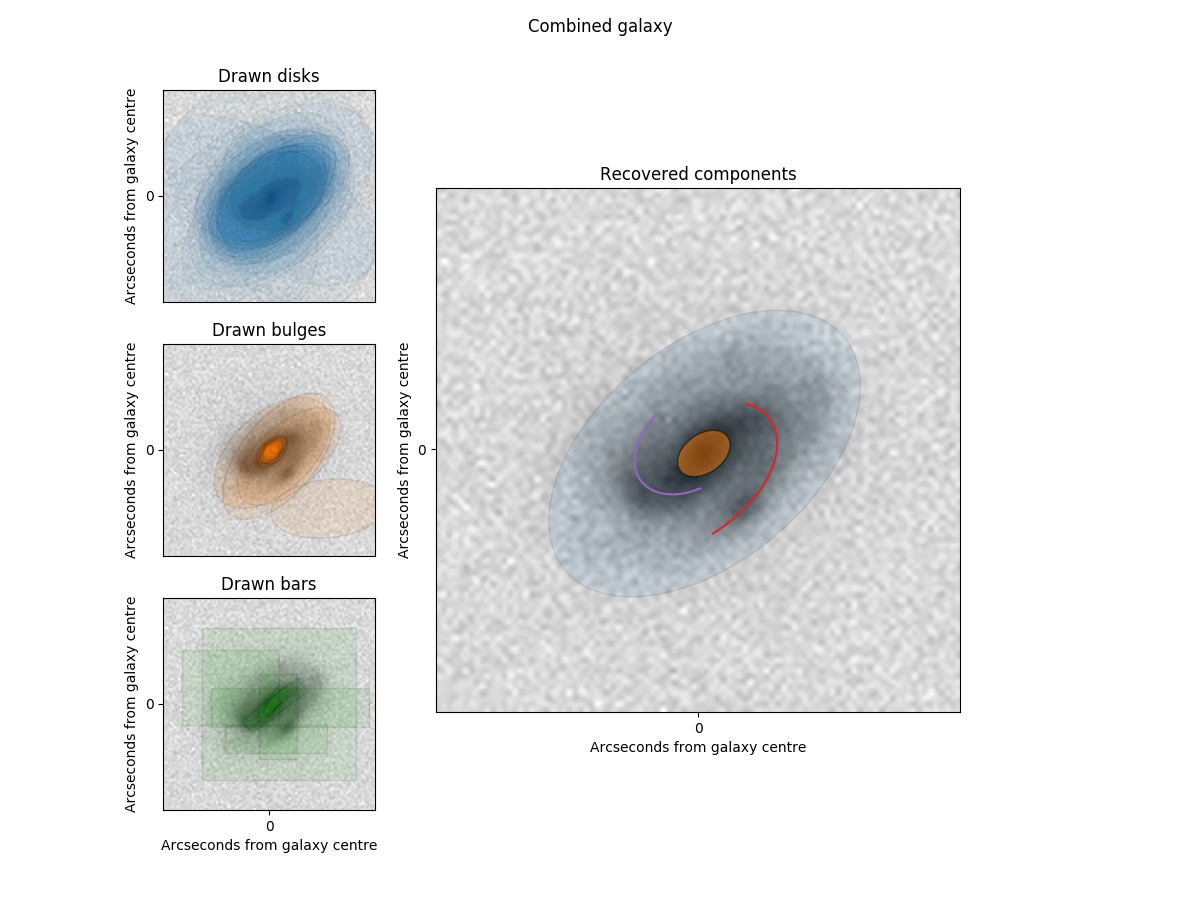 Combined galaxy
Drawn disks
Arcseconds from galaxy centre
0
Drawn bulges
Arcseconds from galaxy centre
0
Drawn bars
Arcseconds from galaxy centre
0
0
Arcseconds from galaxy centre
Recovered components
Arcseconds from galaxy centre
0
0
Arcseconds from galaxy centre